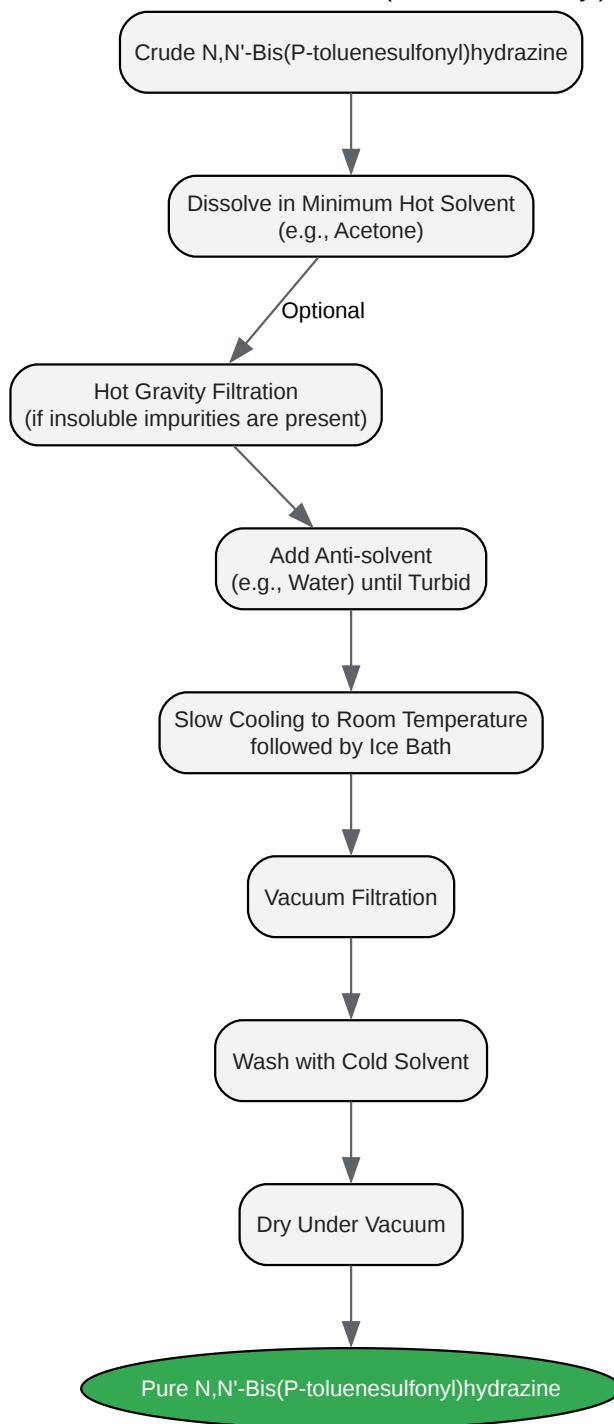 Crude N,N'-Bis(P-toluenesulfonyl)hydrazine
Dissolve in Minimum Hot Solvent
(e.g., Acetone)
Optional
Hot Gravity Filtration
(if insoluble impurities are present)
Add Anti-solvent
(e.g., Water) until Turbid
Slow Cooling to Room Temperature
followed by Ice Bath
Vacuum Filtration
Wash with Cold Solvent
Dry Under Vacuum
Pure N,N'-Bis(P-toluenesulfonyl)hydrazine